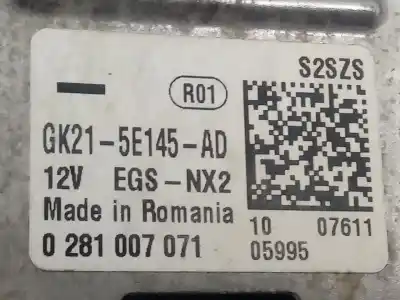 S2SZS
R01
GK21-5E145-AD
12V EGS-NX2
Made in Romania
10 07611
0 281 007 071
05995